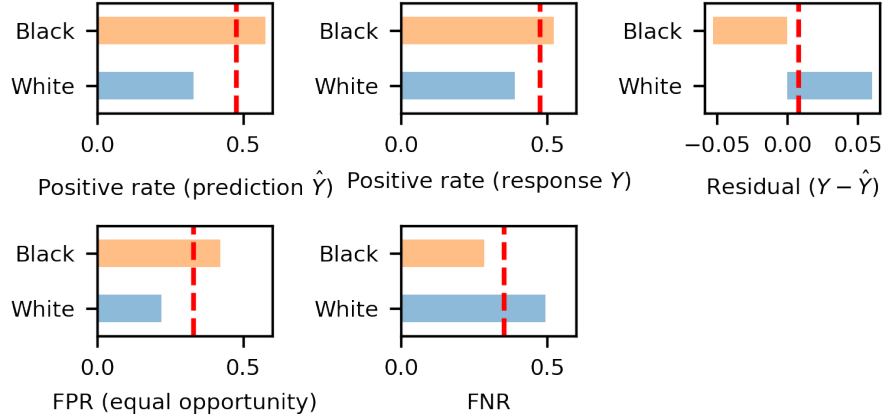 Black
White
0.0 0.5
Positive rate (prediction Ŷ)
Black
White
0.0 0.5
Positive rate (response Y)
Black
White
−0.05 0.00 0.05
Residual (Y − Ŷ)
Black
White
0.0 0.5
FPR (equal opportunity)
Black
White
0.0 0.5
FNR